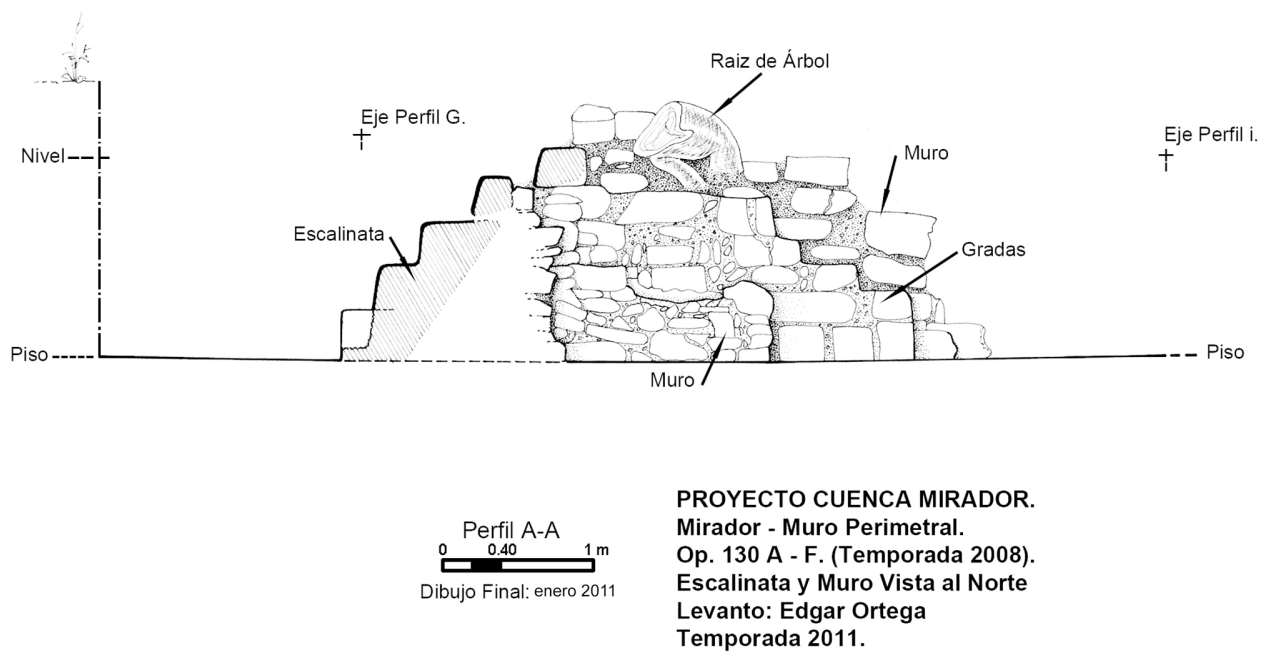 Raiz de Árbol
Eje Perfil G.
Eje Perfil i.
Nivel
Muro
Escalinata
Gradas
Piso
Piso
Muro
PROYECTO CUENCA MIRADOR.
Mirador - Muro Perimetral.
Op. 130 A - F. (Temporada 2008).
Escalinata y Muro Vista al Norte
Levanto: Edgar Ortega
Temporada 2011.
Perfil A-A
0 0.40 1 m
Dibujo Final: enero 2011